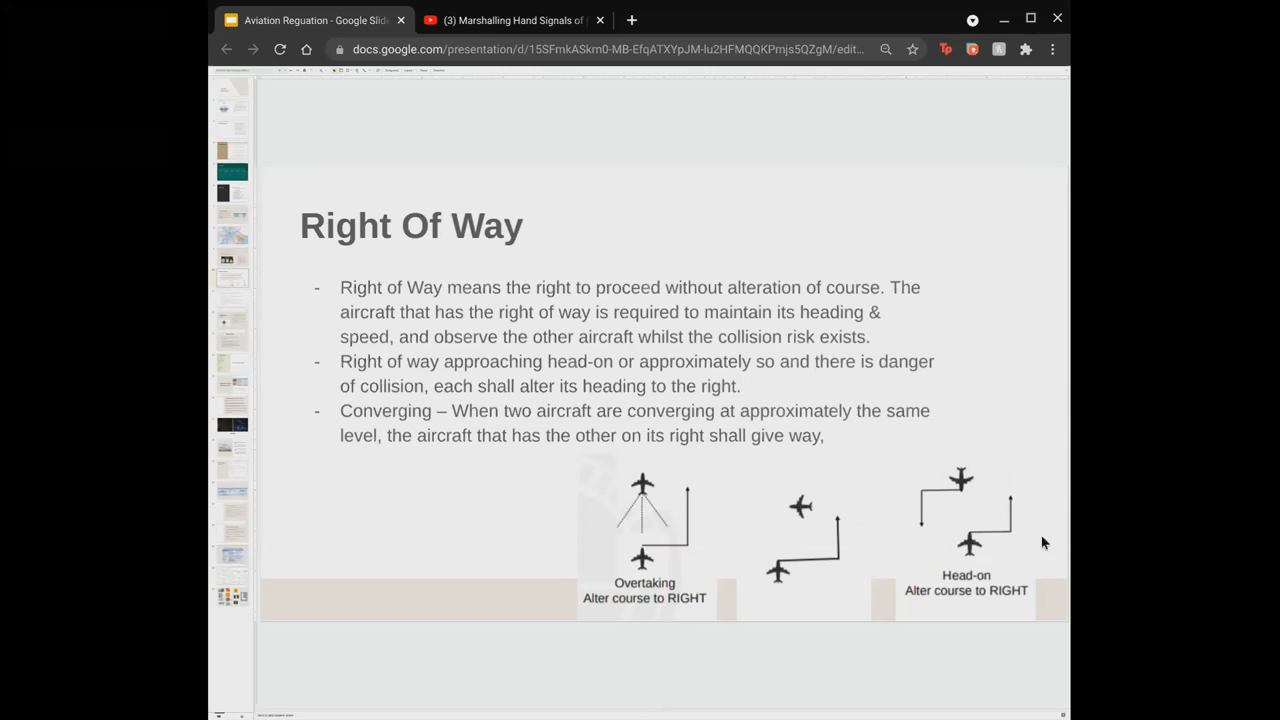 Aviation Reguation - Google Slide
(3) Marshalling Hand Signals of
docs.google.com/presentation/d/15SFmkASkm0-MB-EfqATXYpJM-lu2HFMQQKPmjs5QZgM/edit...
Right Of Way
- Right of Way means the right to proceed without alteration of course. The
aircraft that has the right of way is required to maintain its heading &
speed, and observe the other aircraft whilst the collision risk exists.
- Right of way approaching head-on or approximately so and there is danger
of collision, each shall alter its heading to the right.
- Converging – When two aircraft are converging at approximately the same
level, the aircraft that has the other on its right shall give way,
Overtaking
Alter course to RIGHT
Head-on
Alter course to RIGHT